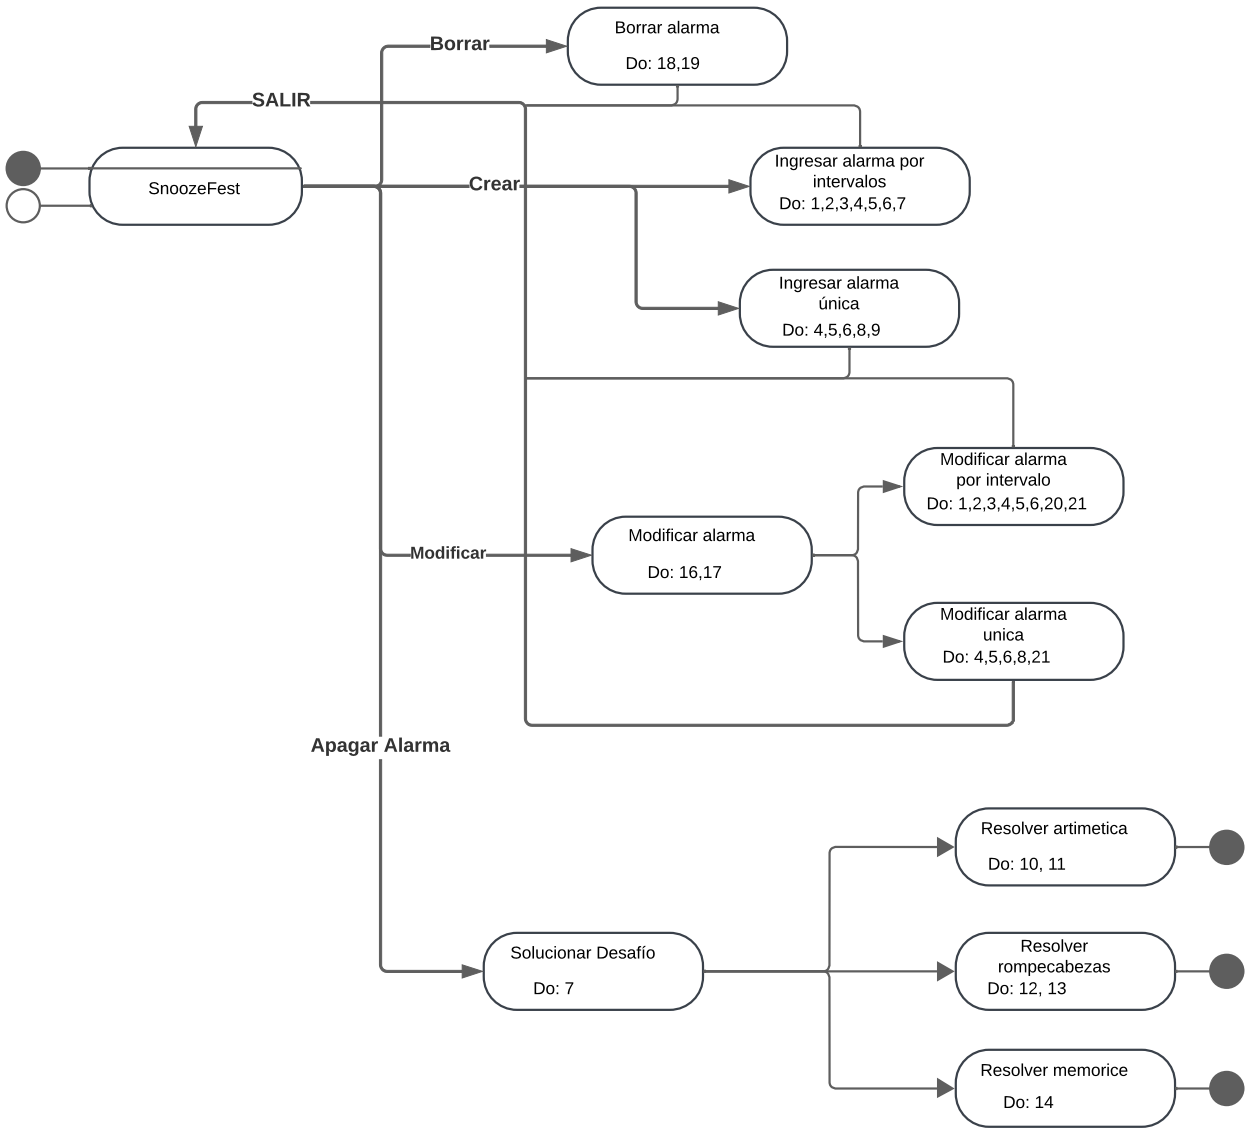 Borrar
Borrar alarma
Do: 18,19
SALIR
SnoozeFest
Crear
Ingresar alarma por
intervalos
Do: 1,2,3,4,5,6,7
Ingresar alarma
única
Do: 4,5,6,8,9
Modificar
Modificar alarma
Do: 16,17
Modificar alarma
por intervalo
Do: 1,2,3,4,5,6,20,21
Modificar alarma
unica
Do: 4,5,6,8,21
Apagar Alarma
Solucionar Desafío
Do: 7
Resolver artimetica
Do: 10, 11
Resolver
rompecabezas
Do: 12, 13
Resolver memorice
Do: 14